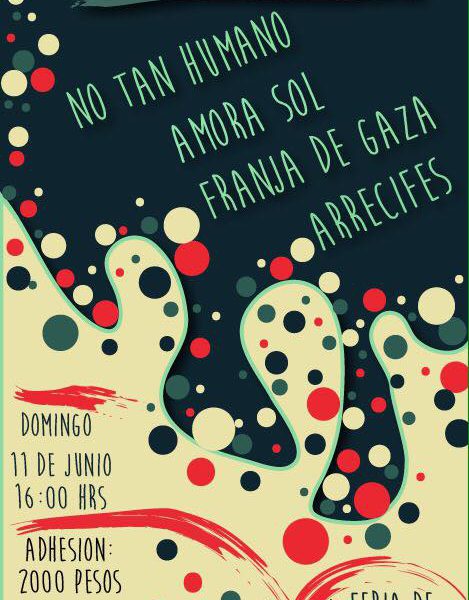 NO TAN HUMANO
AMORA SOL
FRANJA DE GAZA
ARRECIFES
DOMINGO
11 DE JUNIO
16:00 HRS
ADHESION:
2000 PESOS
FERIA DE